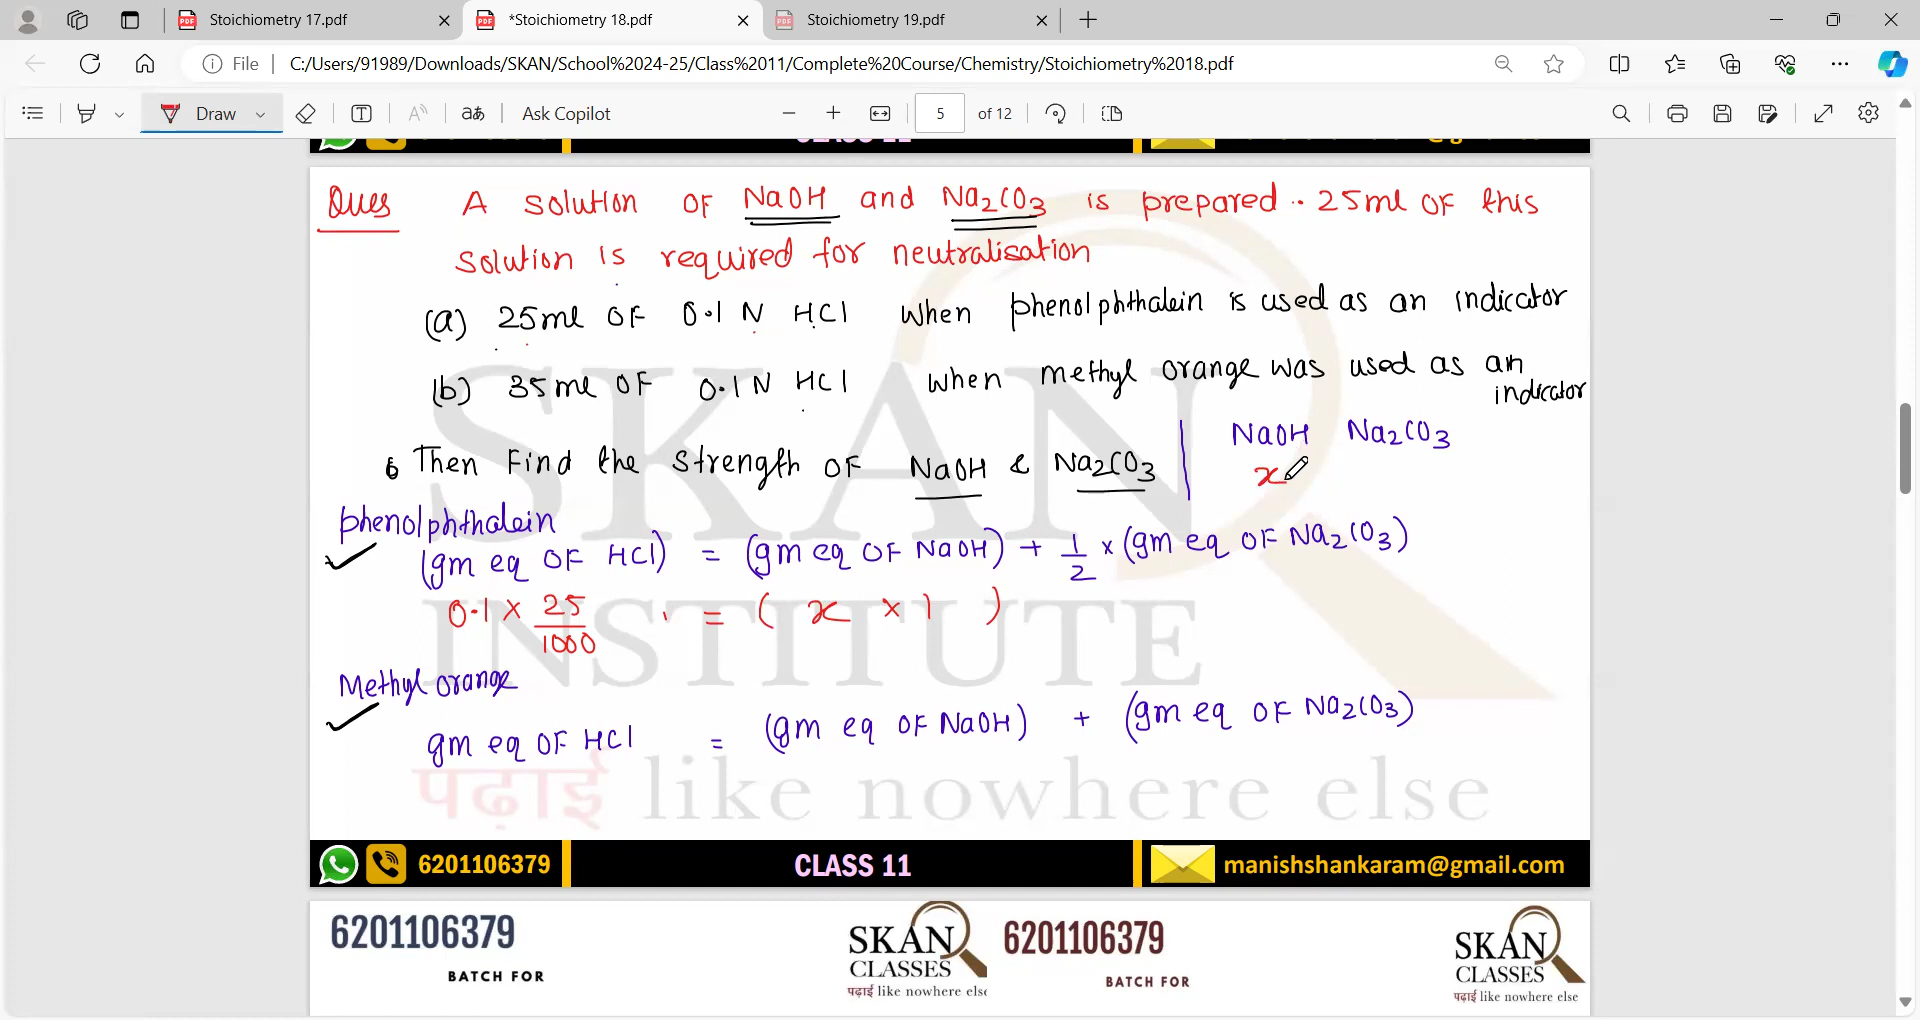 Stoichiometry 17.pdf
*Stoichiometry 18.pdf
Stoichiometry 19.pdf
File
C:/Users/91989/Downloads/SKAN/School%2024-25/Class%2011/Complete%20Course/Chemistry/Stoichiometry%2018.pdf
Draw
Ask Copilot
5 of 12
Ques A solution of NaOH and Na2CO3 is prepared.. 25ml of this
solution is required for neutralisation
(a) 25ml of 0.1 N HCl when phenolphthalein is used as an indicator
(b) 35ml of 0.1 N HCl when methyl orange was used as an
indicator
Then find the strength of NaOH & Na2CO3
NaOH Na2CO3
x
phenolphthalein
(gm eq of HCl) = (gm eq of NaOH) + 1/2 × (gm eq of Na2CO3)
0.1 × 25/1000 = ( x × 1 )
Methyl orange
gm eq of HCl = (gm eq of NaOH) + (gm eq of Na2CO3)
SKAN
INSTITUTE
पढ़ाई like nowhere else
6201106379
CLASS 11
manishshankaram@gmail.com
6201106379
BATCH FOR
SKAN
CLASSES
पढ़ाई like nowhere else
6201106379
BATCH FOR
SKAN
CLASSES
पढ़ाई like nowhere else